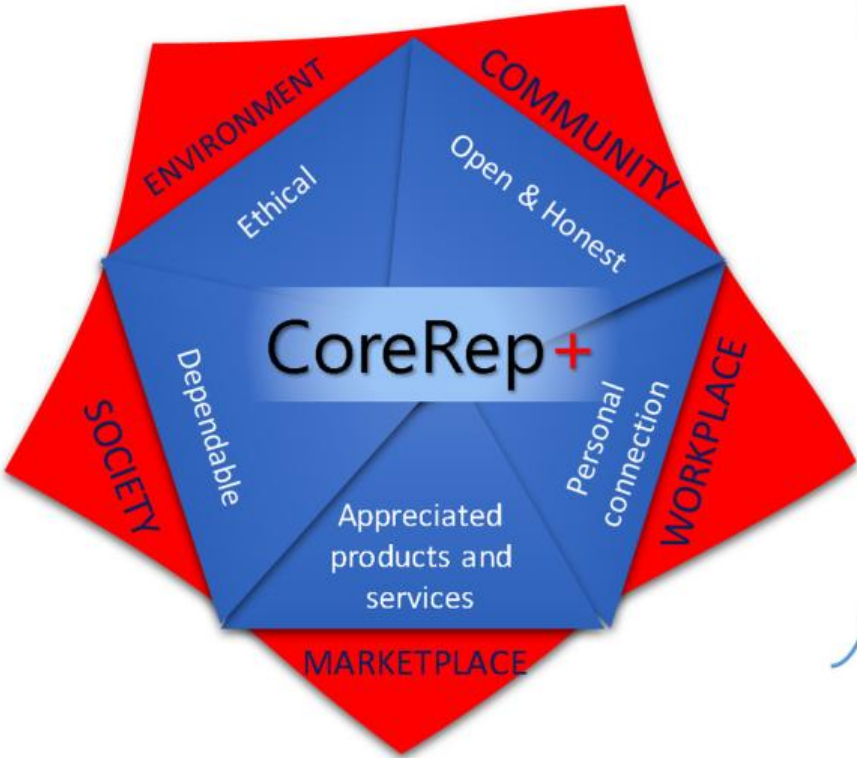 ENVIRONMENT
COMMUNITY
Ethical
Open & Honest
CoreRep+
SOCIETY
Dependable
Personal
connection
WORKPLACE
Appreciated
products and
services
MARKETPLACE